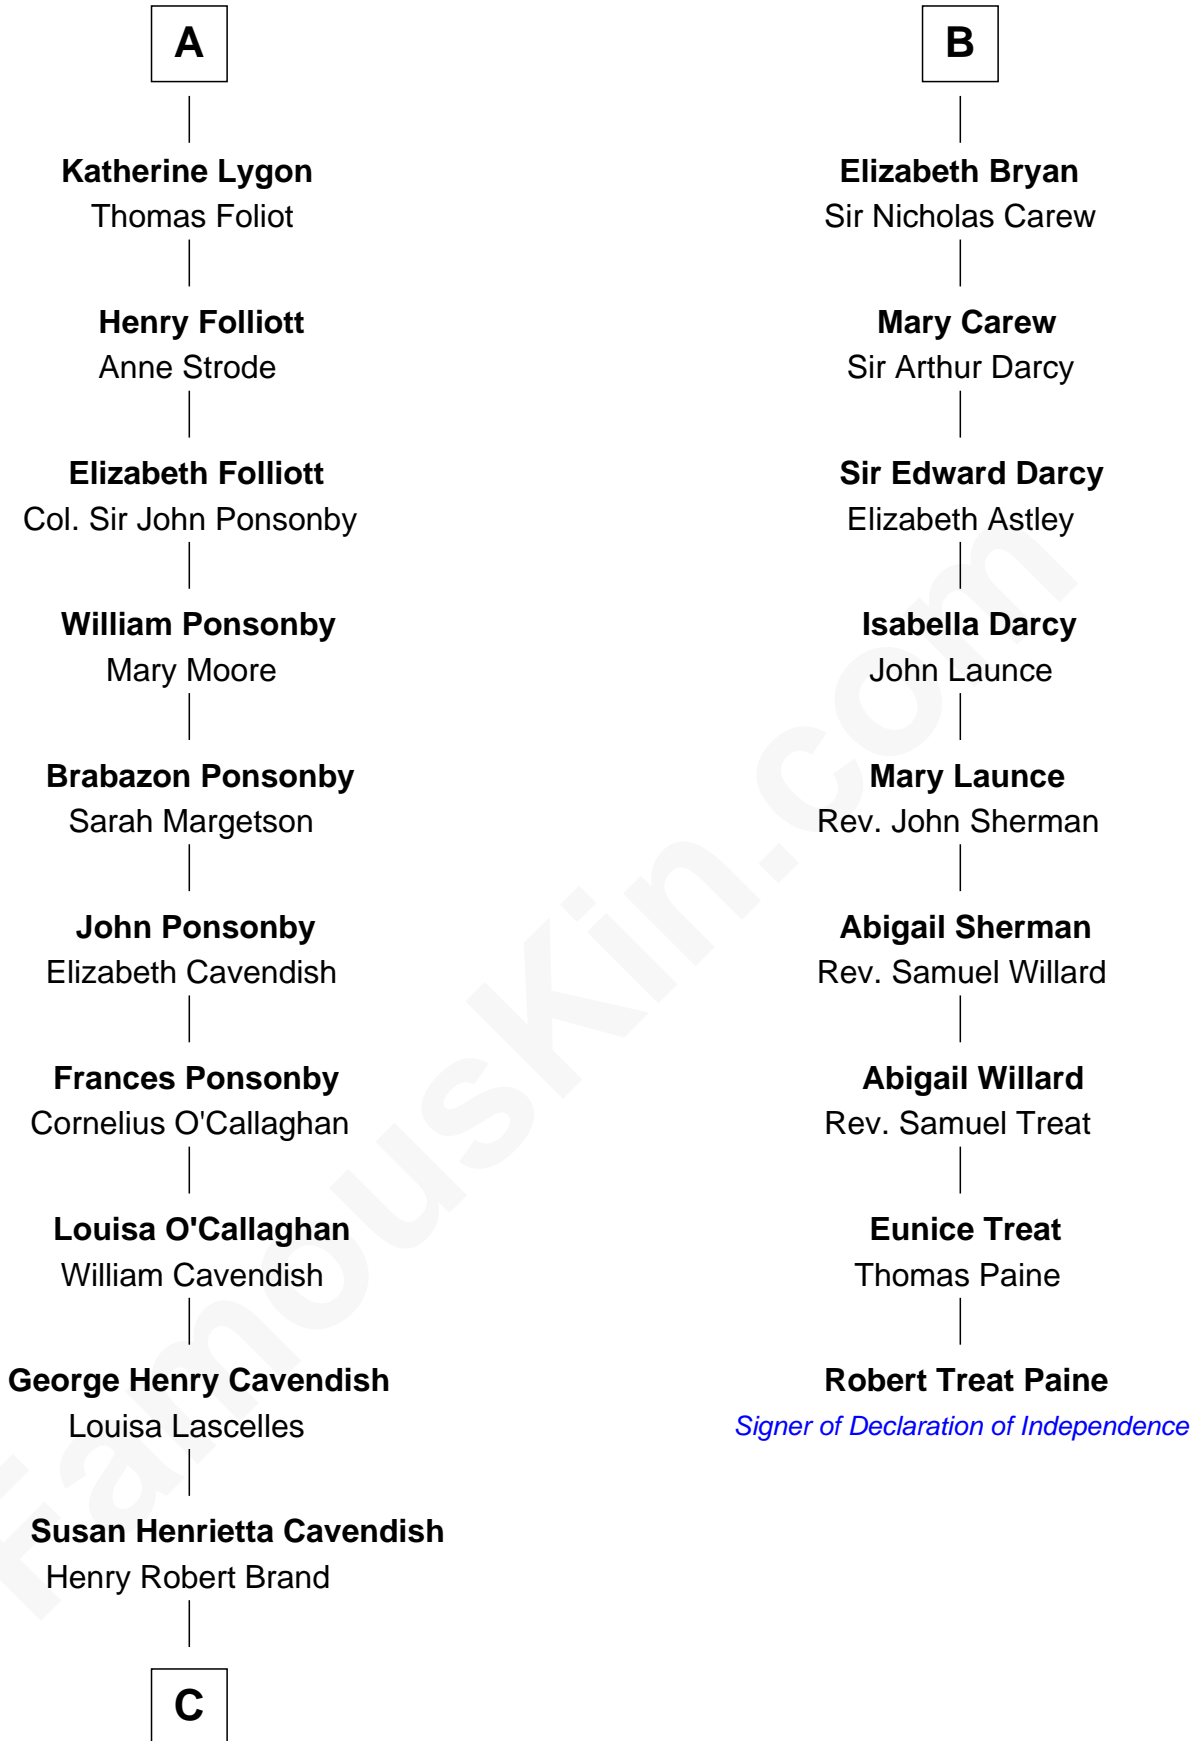 A
Katherine Lygon
Thomas Foliot
Henry Folliott
Anne Strode
Elizabeth Folliott
Col. Sir John Ponsonby
William Ponsonby
Mary Moore
Brabazon Ponsonby
Sarah Margetson
John Ponsonby
Elizabeth Cavendish
Frances Ponsonby
Cornelius O'Callaghan
Louisa O'Callaghan
William Cavendish
George Henry Cavendish
Louisa Lascelles
Susan Henrietta Cavendish
Henry Robert Brand
C
B
Elizabeth Bryan
Sir Nicholas Carew
Mary Carew
Sir Arthur Darcy
Sir Edward Darcy
Elizabeth Astley
Isabella Darcy
John Launce
Mary Launce
Rev. John Sherman
Abigail Sherman
Rev. Samuel Willard
Abigail Willard
Rev. Samuel Treat
Eunice Treat
Thomas Paine
Robert Treat Paine
Signer of Declaration of Independence
FamousKin.com